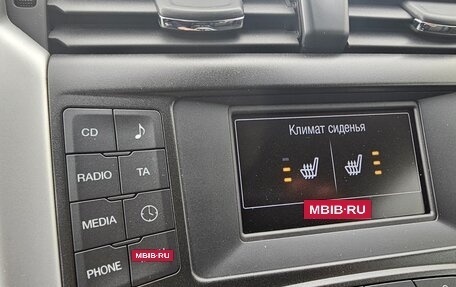 Климат сиденья
CD
RADIO TA
MEDIA
PHONE
MBIB·RU
MBIB·RU